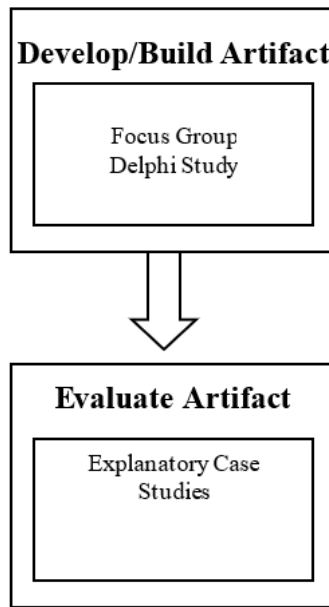 Develop/Build Artifact
Focus Group
Delphi Study
Evaluate Artifact
Explanatory Case
Studies